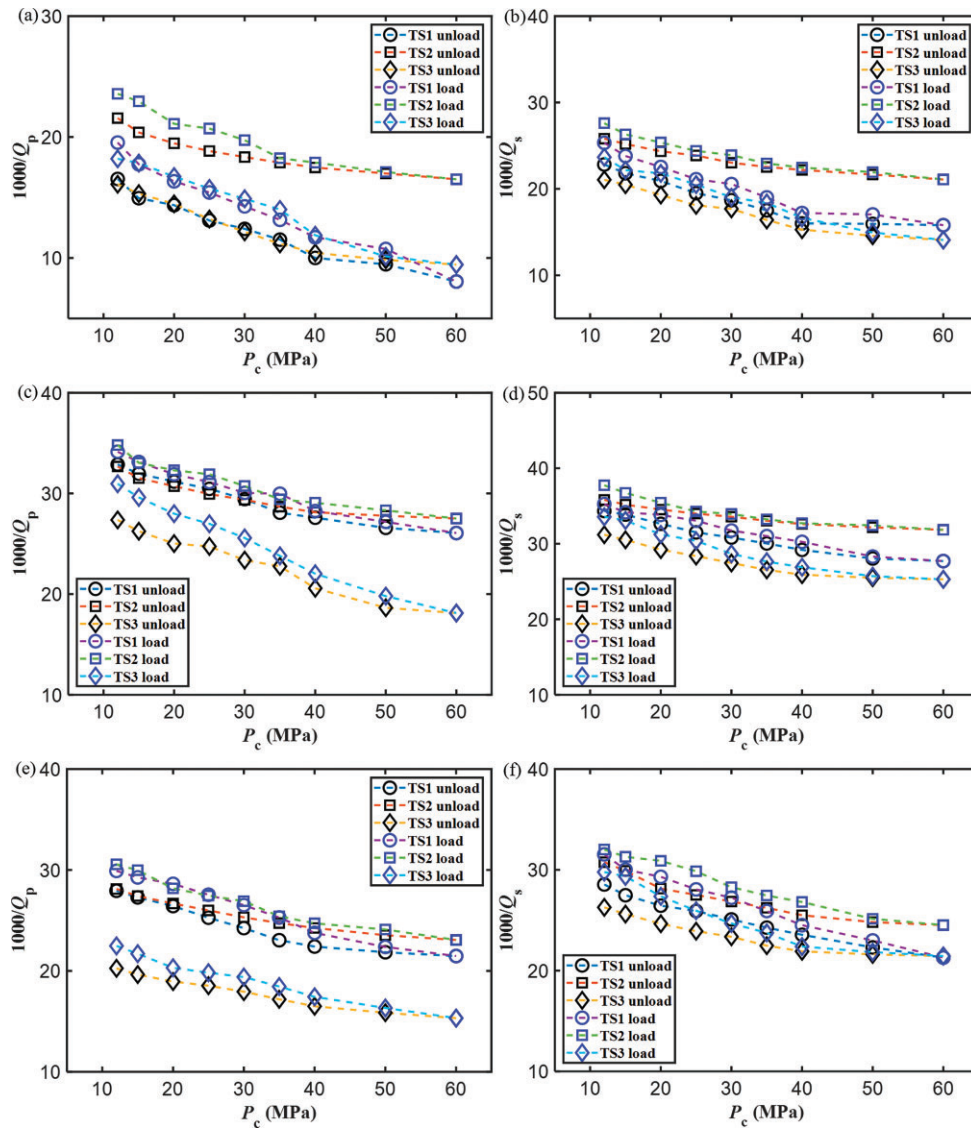 (a)
30
20
10
1000/Qp
10 20 30 40 50 60
Pc (MPa)
TS1 unload
TS2 unload
TS3 unload
TS1 load
TS2 load
TS3 load
(b)
40
30
20
10
1000/Qs
10 20 30 40 50 60
Pc (MPa)
TS1 unload
TS2 unload
TS3 unload
TS1 load
TS2 load
TS3 load
(c)
40
30
20
10
1000/Qp
10 20 30 40 50 60
Pc (MPa)
TS1 unload
TS2 unload
TS3 unload
TS1 load
TS2 load
TS3 load
(d)
50
40
30
20
10
1000/Qs
10 20 30 40 50 60
Pc (MPa)
TS1 unload
TS2 unload
TS3 unload
TS1 load
TS2 load
TS3 load
(e)
40
30
20
10
1000/Qp
10 20 30 40 50 60
Pc (MPa)
TS1 unload
TS2 unload
TS3 unload
TS1 load
TS2 load
TS3 load
(f)
40
30
20
10
1000/Qs
10 20 30 40 50 60
Pc (MPa)
TS1 unload
TS2 unload
TS3 unload
TS1 load
TS2 load
TS3 load